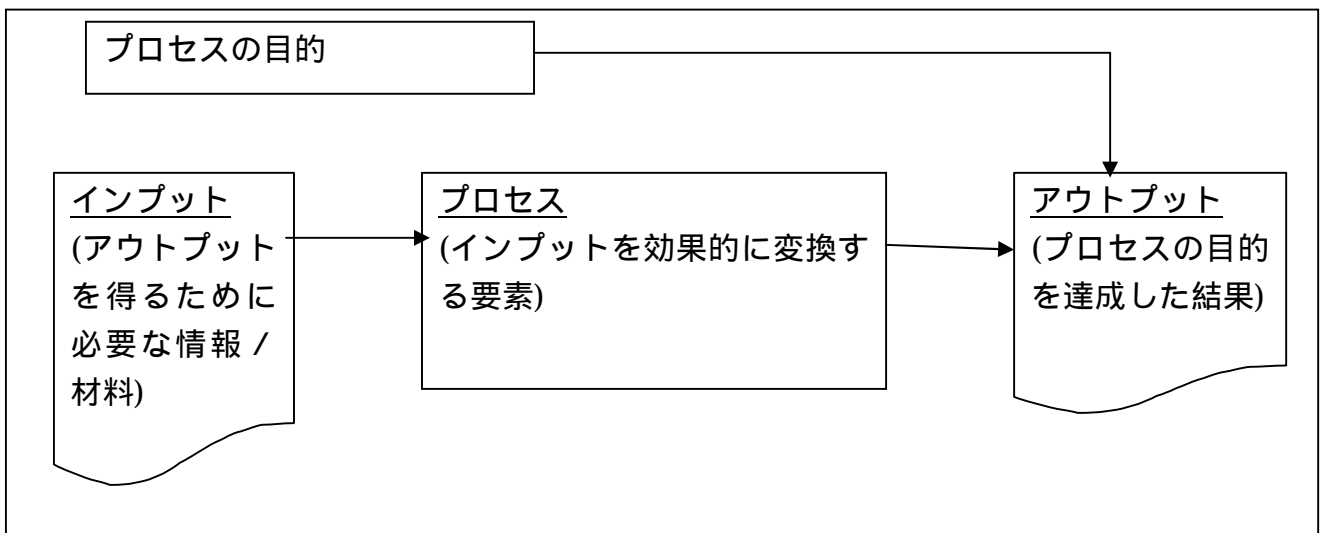 プロセスの目的
インプット
(アウトプット
を得るために
必要な情報／
材料)
プロセス
(インプットを効果的に変換す
る要素)
アウトプット
(プロセスの目的
を達成した結果)